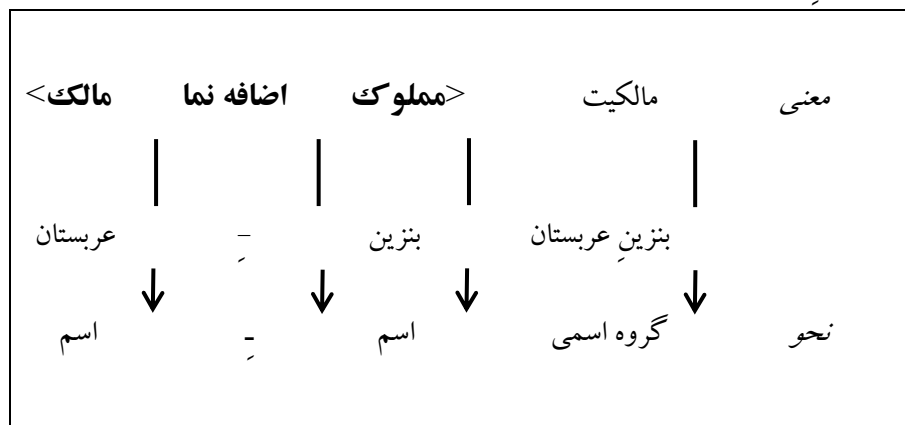 معنی مالکیت <مملوک اضافه نما مالک>
بنزینِ عربستان بنزین –ِ عربستان
نحو گروه اسمی اسم -ِ اسم